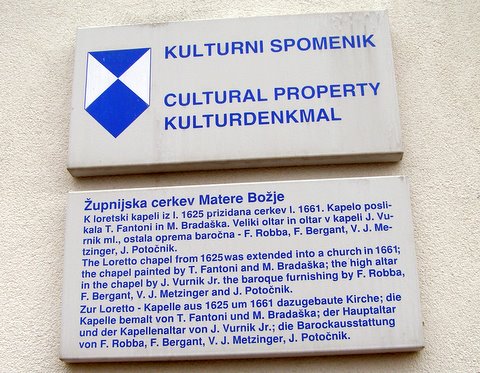 KULTURNI SPOMENIK
CULTURAL PROPERTY
KULTURDENKMAL
Župnijska cerkev Matere Božje
K loretski kapeli iz l. 1625 prizidana cerkev l. 1661. Kapelo posli-
kala T. Fantoni in M. Bradaška. Veliki oltar in oltar v kapeli J. Vu-
rnik ml., ostala oprema baročna - F. Robba, F. Bergant, V. J. Me-
tzinger, J. Potočnik.
The Loretto chapel from 1625 was extended into a church in 1661;
the chapel painted by T. Fantoni and M. Bradaška; the high altar
in the chapel by J. Vurnik Jr. the baroque furnishing by F. Robba,
F. Bergant, V. J. Metzinger and J. Potočnik.
Zur Loretto - Kapelle aus 1625 um 1661 dazugebaute Kirche; die
Kapelle bemalt von T. Fantoni und M. Bradaška; der Hauptaltar
und der Kapellenaltar von J. Vurnik Jr.; die Barockausstattung
von F. Robba, F. Bergant, V. J. Metzinger, J. Potočnik.